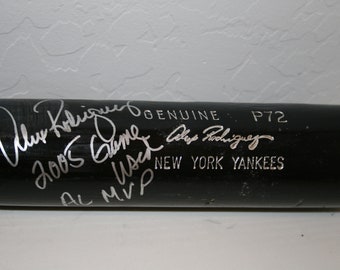 Alex Rodriguez
2005 Game
Used
AL MVP
GENUINE P72
Alex Rodriguez
NEW YORK YANKEES